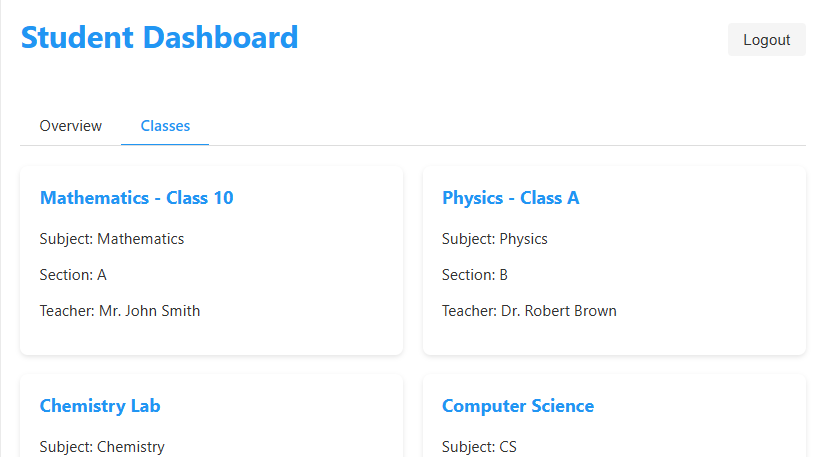 Student Dashboard
Logout
Overview
Classes
Mathematics - Class 10
Subject: Mathematics
Section: A
Teacher: Mr. John Smith
Physics - Class A
Subject: Physics
Section: B
Teacher: Dr. Robert Brown
Chemistry Lab
Subject: Chemistry
Computer Science
Subject: CS